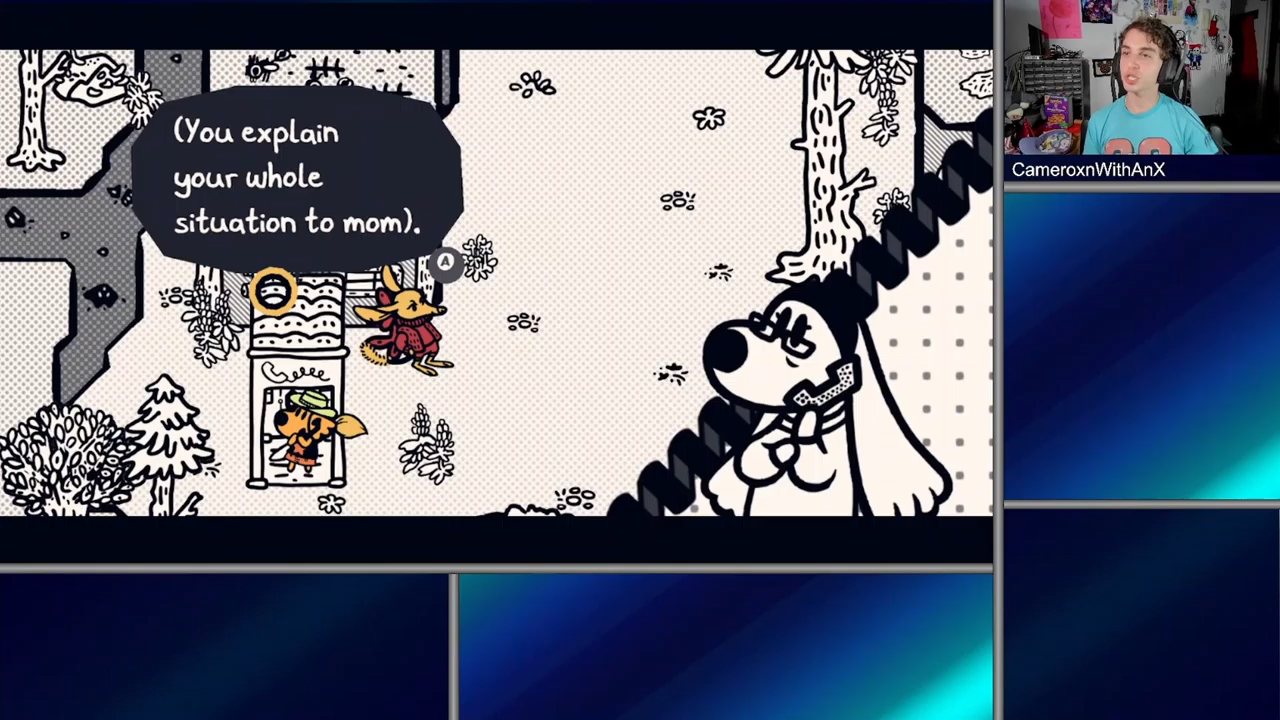 (You explain
your whole
situation to mom).
A
CameroxnWithAnX